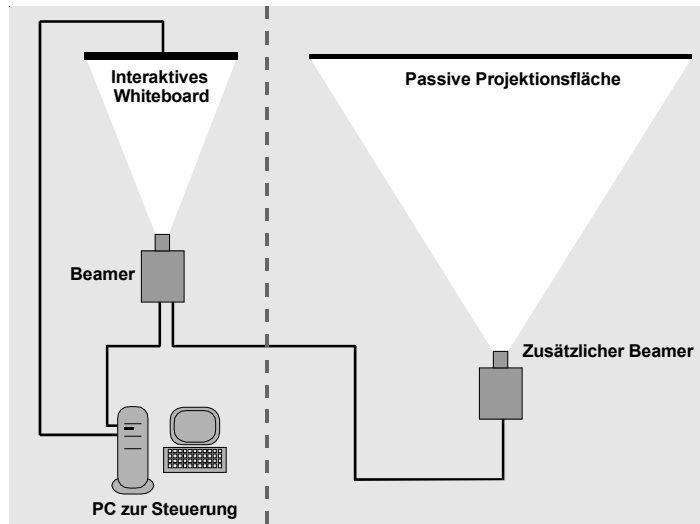 Interaktives
Whiteboard
Passive Projektionsfläche
Beamer
Zusätzlicher Beamer
PC zur Steuerung